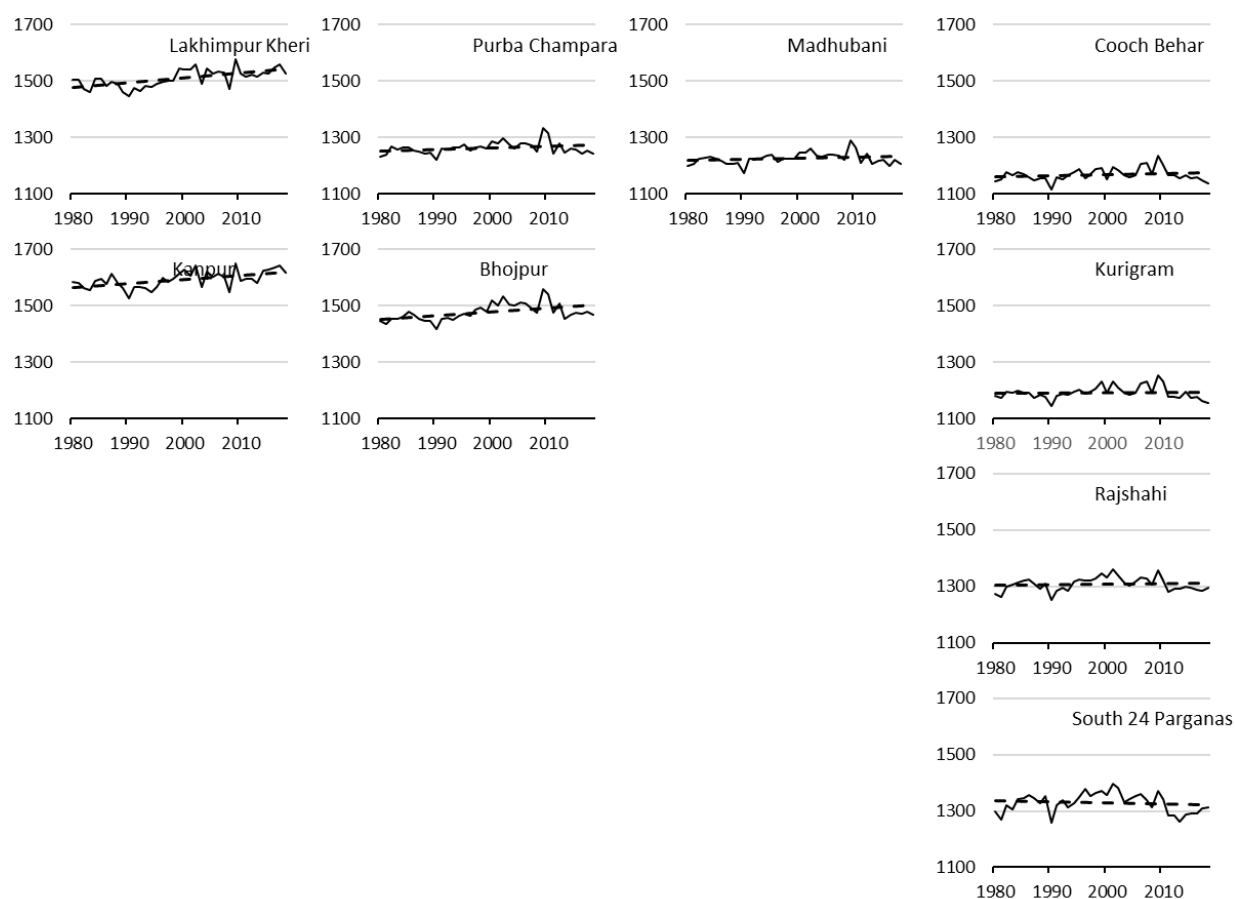 1700 1700 1700 1700
Lakhimpur Kheri Purba Champara Madhubani Cooch Behar
1500 1500 1500 1500
1300 1300 1300 1300
1100 1100 1100 1100
1980 1990 2000 2010 1980 1990 2000 2010 1980 1990 2000 2010 1980 1990 2000 2010
1700 1700 1700
Kanpur Bhojpur Kurigram
1500 1500 1500
1300 1300 1300
1100 1100 1100
1980 1990 2000 2010 1980 1990 2000 2010 1980 1990 2000 2010
1700
Rajshahi
1500
1300
1100
1980 1990 2000 2010
1700
South 24 Parganas
1500
1300
1100
1980 1990 2000 2010